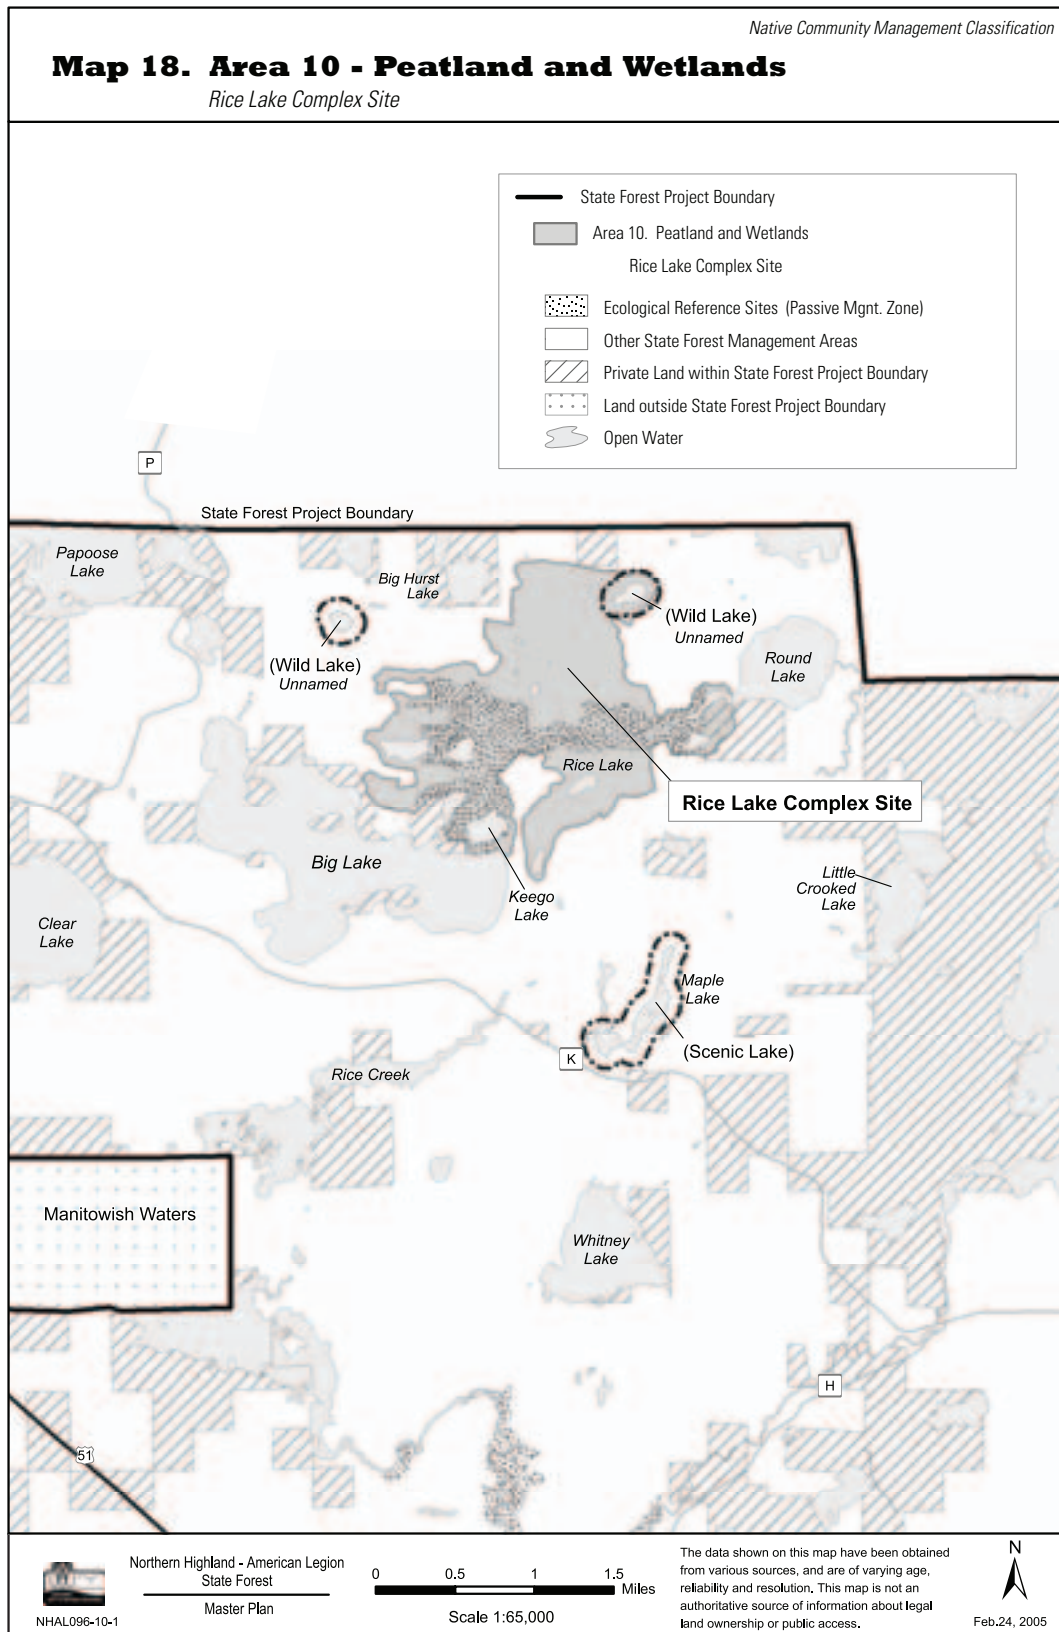 Native Community Management Classification
Map 18. Area 10 - Peatland and Wetlands
Rice Lake Complex Site
State Forest Project Boundary
Area 10. Peatland and Wetlands
Rice Lake Complex Site
Ecological Reference Sites (Passive Mgnt. Zone)
Other State Forest Management Areas
Private Land within State Forest Project Boundary
Land outside State Forest Project Boundary
Open Water
P
State Forest Project Boundary
Papoose
Lake
Big Hurst
Lake
(Wild Lake)
Unnamed
(Wild Lake)
Unnamed
Round
Lake
Rice Lake
Rice Lake Complex Site
Big Lake
Keego
Lake
Little
Crooked
Lake
Clear
Lake
Maple
Lake
(Scenic Lake)
K
Rice Creek
Manitowish Waters
Whitney
Lake
H
51
NHAL096-10-1
Northern Highland - American Legion
State Forest
Master Plan
0 0.5 1 1.5
Miles
Scale 1:65,000
The data shown on this map have been obtained
from various sources, and are of varying age,
reliability and resolution. This map is not an
authoritative source of information about legal
land ownership or public access.
N
Feb.24, 2005